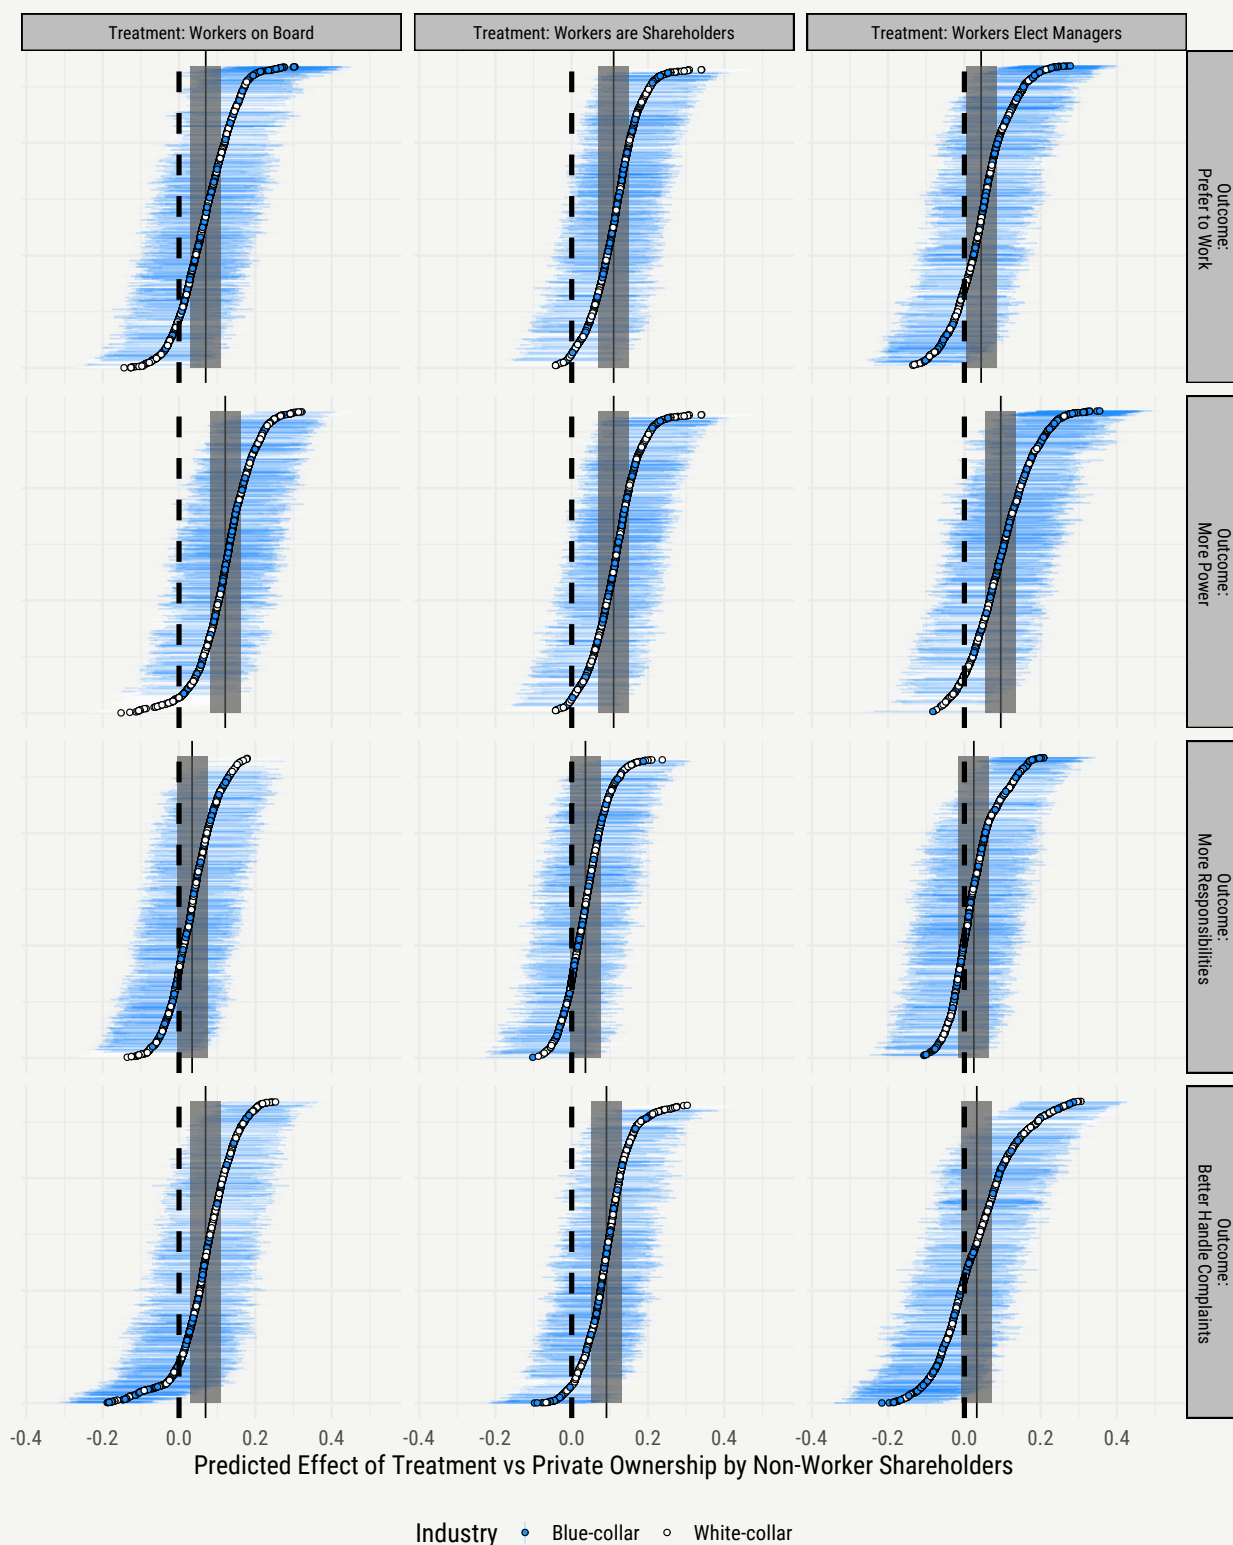 Treatment: Workers on Board
Treatment: Workers are Shareholders
Treatment: Workers Elect Managers
Outcome:
Prefer to Work
Outcome:
More Power
Outcome:
More Responsibilities
Outcome:
Better Handle Complaints
-0.4 -0.2 0.0 0.2 0.4 -0.4 -0.2 0.0 0.2 0.4 -0.4 -0.2 0.0 0.2 0.4
Predicted Effect of Treatment vs Private Ownership by Non-Worker Shareholders
Industry Blue-collar White-collar